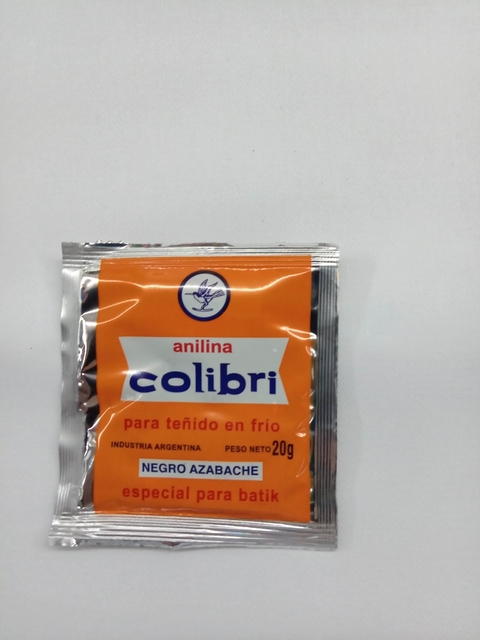 anilina
colibri
para teñido en frio
INDUSTRIA ARGENTINA PESO NETO 20g
NEGRO AZABACHE
especial para batik